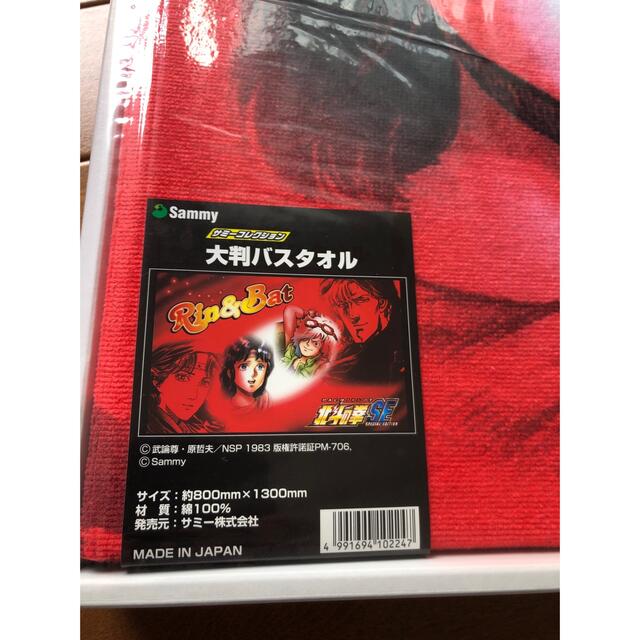 Sammy
サミーコレクション
大判バスタオル
Rin&Bat
北斗の拳SE
SPECIAL EDITION
©武論尊・原哲夫/NSP 1983 版権許諾証PM-706,
©Sammy
サイズ:約800mm×1300mm
材 質:綿100%
発売元:サミー株式会社
MADE IN JAPAN
4 991694 102247